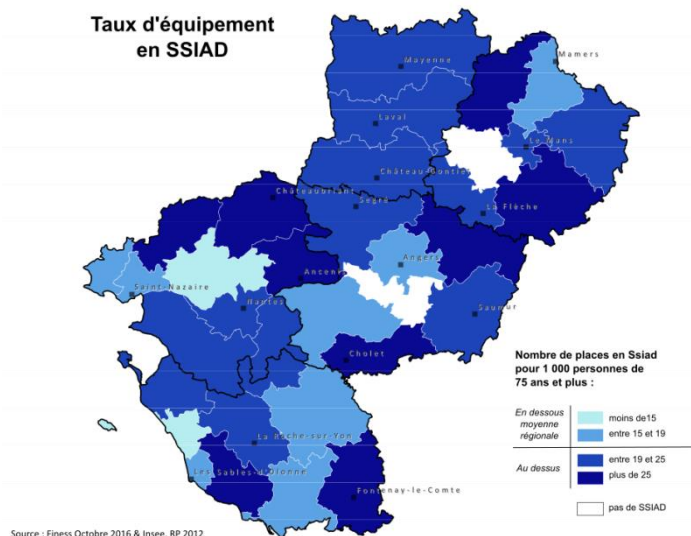 Taux d'équipement
en SSIAD
Mamers
Mayenne
Laval
Le Mans
Château-Gontier
Châteaubriant
Segré
La Flèche
Angers
Ancenis
Saint-Nazaire
Nantes
Saumur
Cholet
La Roche-sur-Yon
Les Sables-d'Olonne
Fontenay-le-Comte
Nombre de places en Ssiad
pour 1 000 personnes de
75 ans et plus :
En dessous
moyenne
régionale
moins de15
entre 15 et 19
Au dessus
entre 19 et 25
plus de 25
pas de SSIAD
Source : Finess Octobre 2016 & Insee, RP 2012